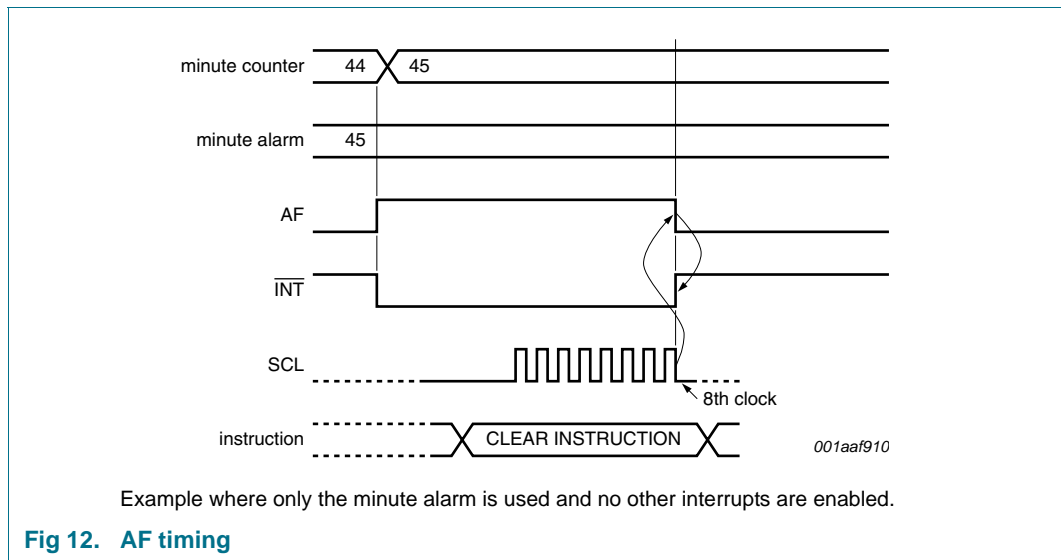 minute counter 44 45
minute alarm 45
AF
INT
SCL
8th clock
instruction CLEAR INSTRUCTION
001aaf910
Example where only the minute alarm is used and no other interrupts are enabled.
Fig 12. AF timing